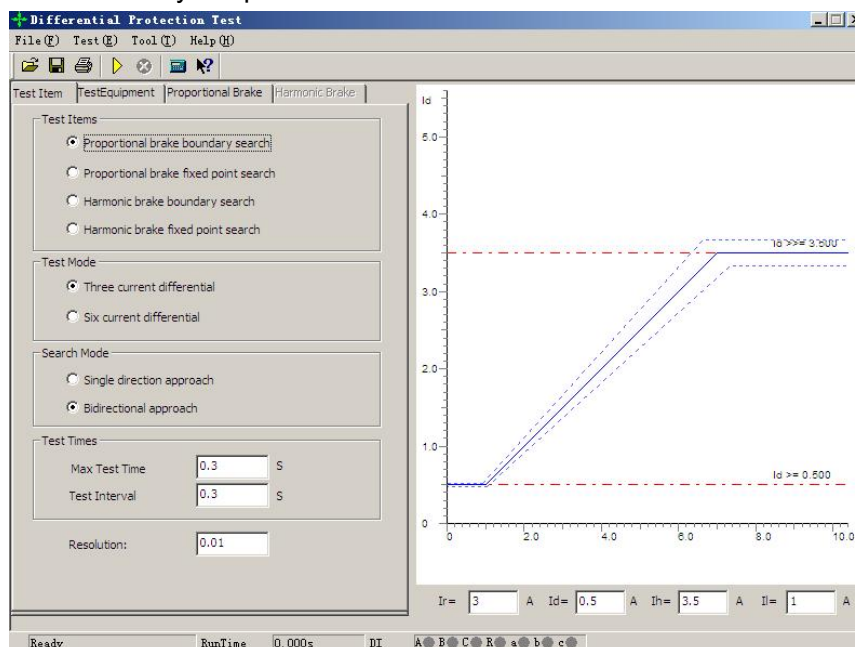 Differential Protection Test
File(F) Test(E) Tool(T) Help(H)
Test Item TestEquipment Proportional Brake Harmonic Brake
Test Items
Proportional brake boundary search
Proportional brake fixed point search
Harmonic brake boundary search
Harmonic brake fixed point search
Test Mode
Three current differential
Six current differential
Search Mode
Single direction approach
Bidirectional approach
Test Times
Max Test Time 0.3 S
Test Interval 0.3 S
Resolution: 0.01
Id
5.0
4.0
Id >>= 3.500
3.0
2.0
1.0
Id >= 0.500
0
0 2.0 4.0 6.0 8.0 10.0
Ir= 3 A Id= 0.5 A Ih= 3.5 A Il= 1 A
Ready RunTime 0.000s DI A B C R a b c